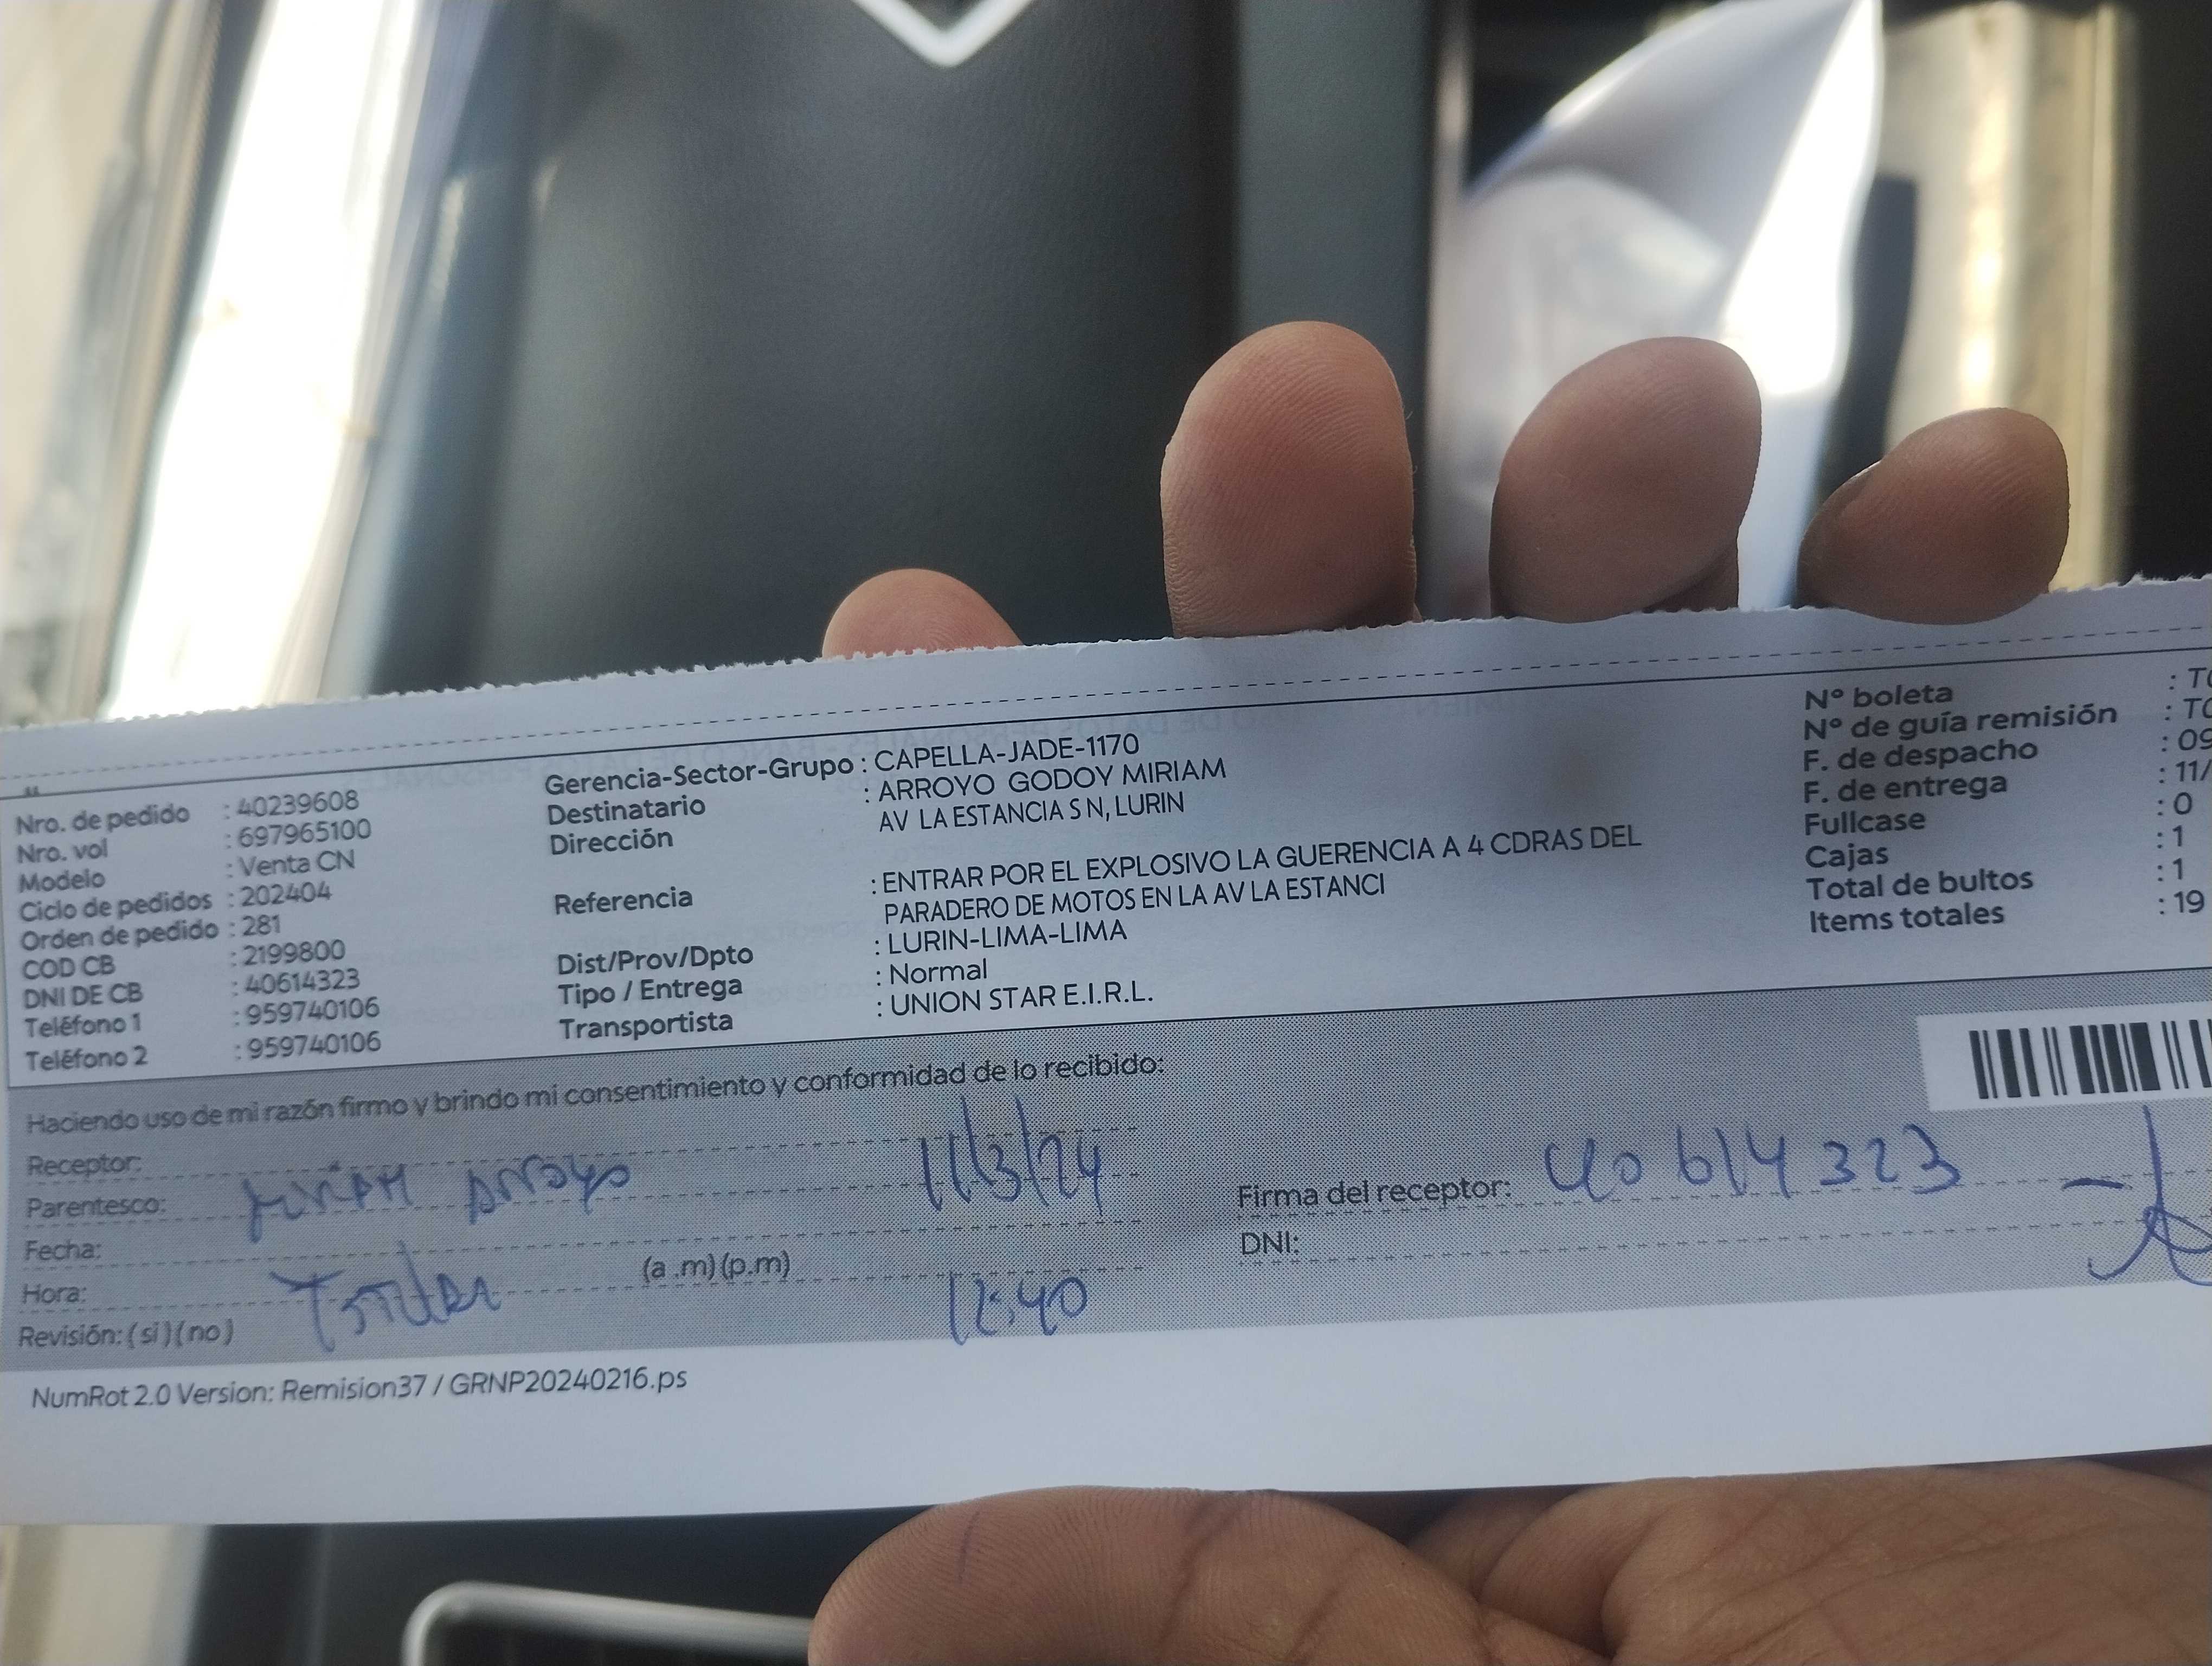 Nro. de pedido : 40239608
Nro. vol : 697965100
Modelo : Venta CN
Ciclo de pedidos : 202404
Orden de pedido : 281
COD CB : 2199800
DNI DE CB : 40614323
Teléfono 1 : 959740106
Teléfono 2 : 959740106
Gerencia-Sector-Grupo : CAPELLA-JADE-1170
Destinatario : ARROYO GODOY MIRIAM
Dirección AV LA ESTANCIA S N, LURIN
Referencia : ENTRAR POR EL EXPLOSIVO LA GUERENCIA A 4 CDRAS DEL
PARADERO DE MOTOS EN LA AV LA ESTANCI
Dist/Prov/Dpto : LURIN-LIMA-LIMA
Tipo / Entrega : Normal
Transportista : UNION STAR E.I.R.L.
N° boleta : T
N° de guía remisión : T
F. de despacho : 09
F. de entrega : 11/
Fullcase : 0
Cajas : 1
Total de bultos : 1
Items totales : 19
Haciendo uso de mi razón firmo y brindo mi consentimiento y conformidad de lo recibido:
Receptor:
Parentesco: Arroyo 11/3/24
Fecha:
Hora: (a .m) (p.m) 12:40
Revisión: ( si ) ( no )
Firma del receptor: 40614323
DNI:
NumRot 2.0 Version: Remision37 / GRNP20240216.ps